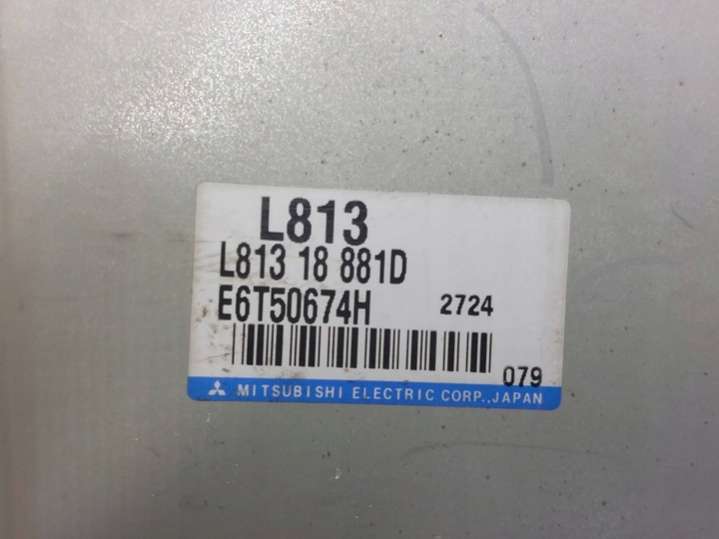 L813
L813 18 881D
E6T50674H 2724
079
MITSUBISHI ELECTRIC CORP.,JAPAN